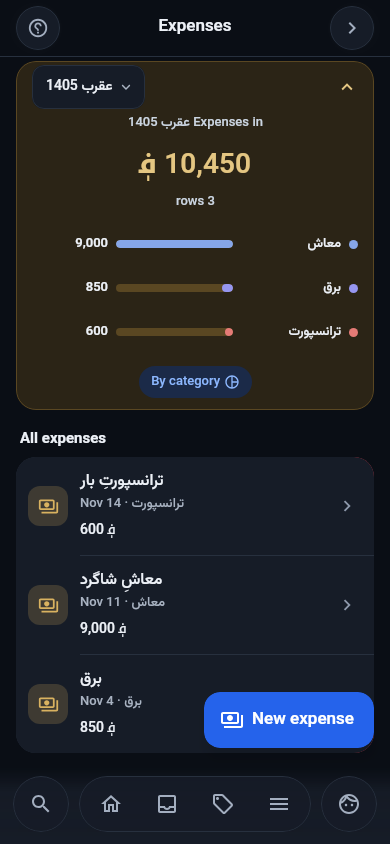 Expenses
عقرب 1405
Expenses in عقرب 1405
؋ 10,450
3 rows
معاش 9,000
برق 850
ترانسپورت 600
By category
All expenses
ترانسپورتِ بار
Nov 14 · ترانسپورت
600 ؋
معاشِ شاگرد
Nov 11 · معاش
9,000 ؋
برق
Nov 4 · برق
850 ؋
New expense